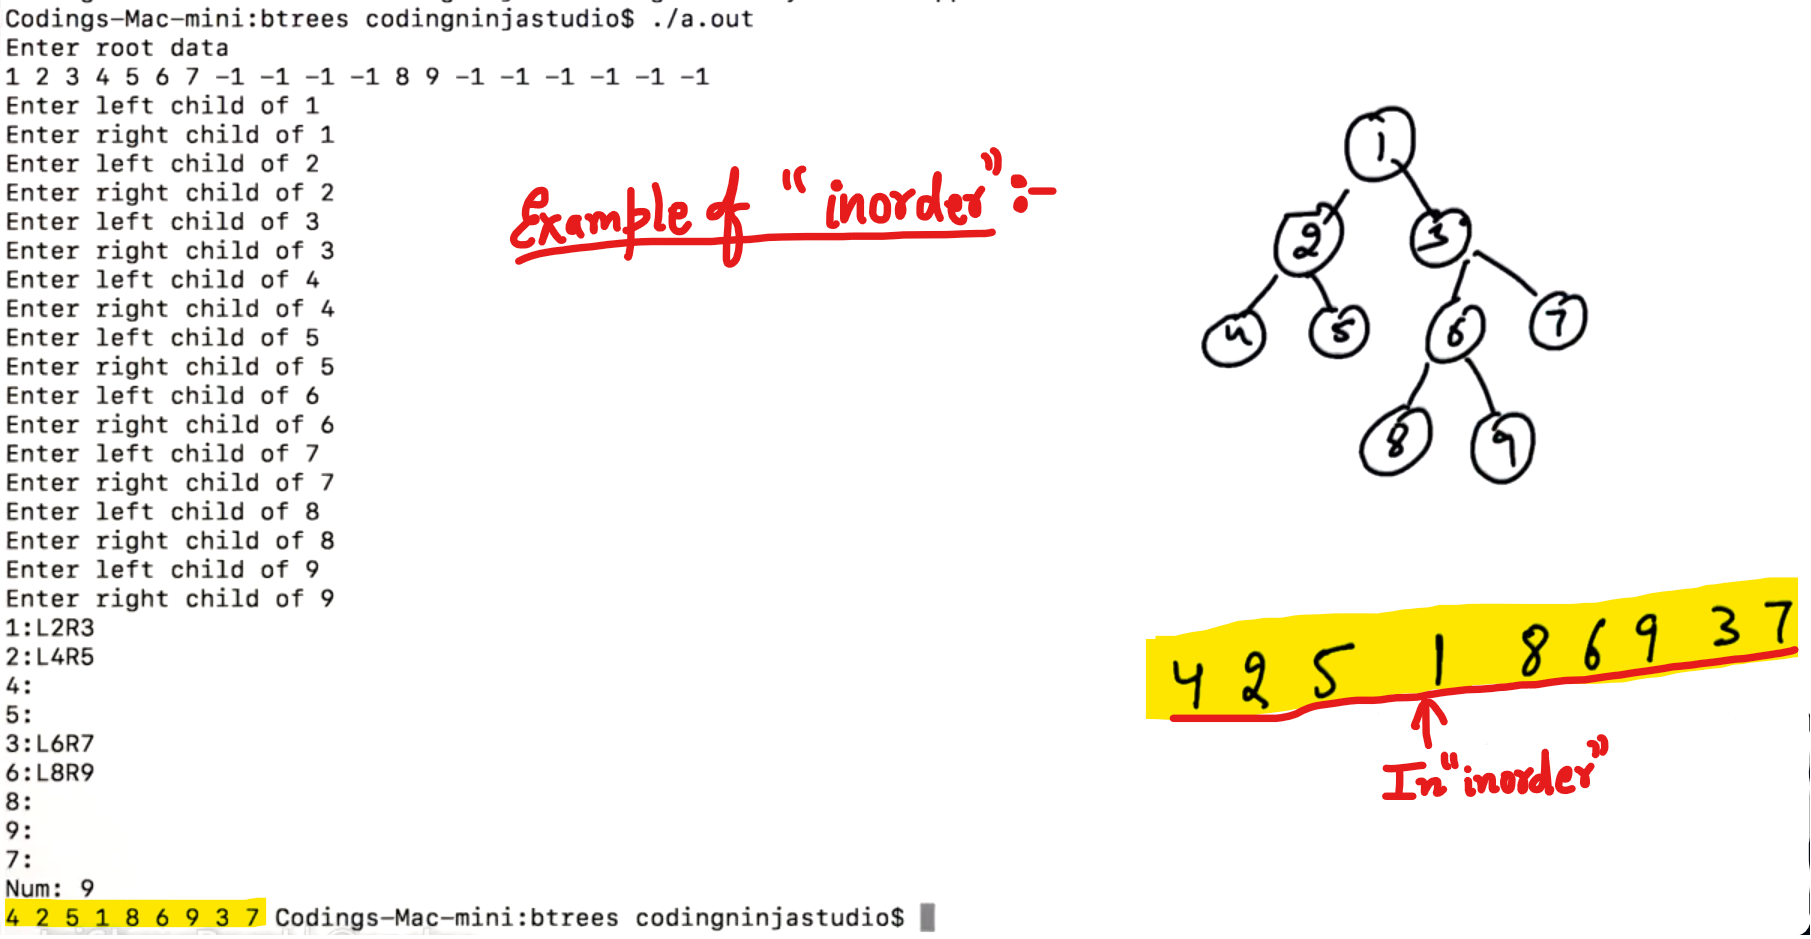 Codings-Mac-mini:btrees codingninjastudio$ ./a.out
Enter root data
1 2 3 4 5 6 7 -1 -1 -1 -1 8 9 -1 -1 -1 -1 -1 -1
Enter left child of 1
Enter right child of 1
Enter left child of 2
Enter right child of 2
Enter left child of 3
Enter right child of 3
Enter left child of 4
Enter right child of 4
Enter left child of 5
Enter right child of 5
Enter left child of 6
Enter right child of 6
Enter left child of 7
Enter right child of 7
Enter left child of 8
Enter right child of 8
Enter left child of 9
Enter right child of 9
1:L2R3
2:L4R5
4:
5:
3:L6R7
6:L8R9
8:
9:
7:
Num: 9
4 2 5 1 8 6 9 3 7 Codings-Mac-mini:btrees codingninjastudio$
Example of "inorder":-
1
2 3
4 5 6 7
8 9
4 2 5 1 8 6 9 3 7
In "inorder"